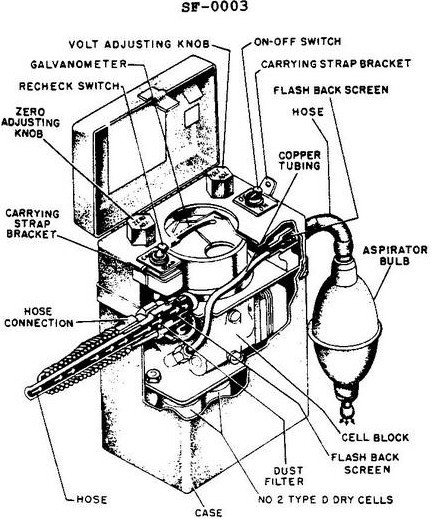 SF-0003
VOLT ADJUSTING KNOB
ON-OFF SWITCH
GALVANOMETER
CARRYING STRAP BRACKET
RECHECK SWITCH
FLASH BACK SCREEN
ZERO
ADJUSTING
KNOB
HOSE
COPPER
TUBING
CARRYING
STRAP
BRACKET
ASPIRATOR
BULB
HOSE
CONNECTION
CELL BLOCK
FLASH BACK
SCREEN
DUST
FILTER
HOSE
NO 2 TYPE D DRY CELLS
CASE